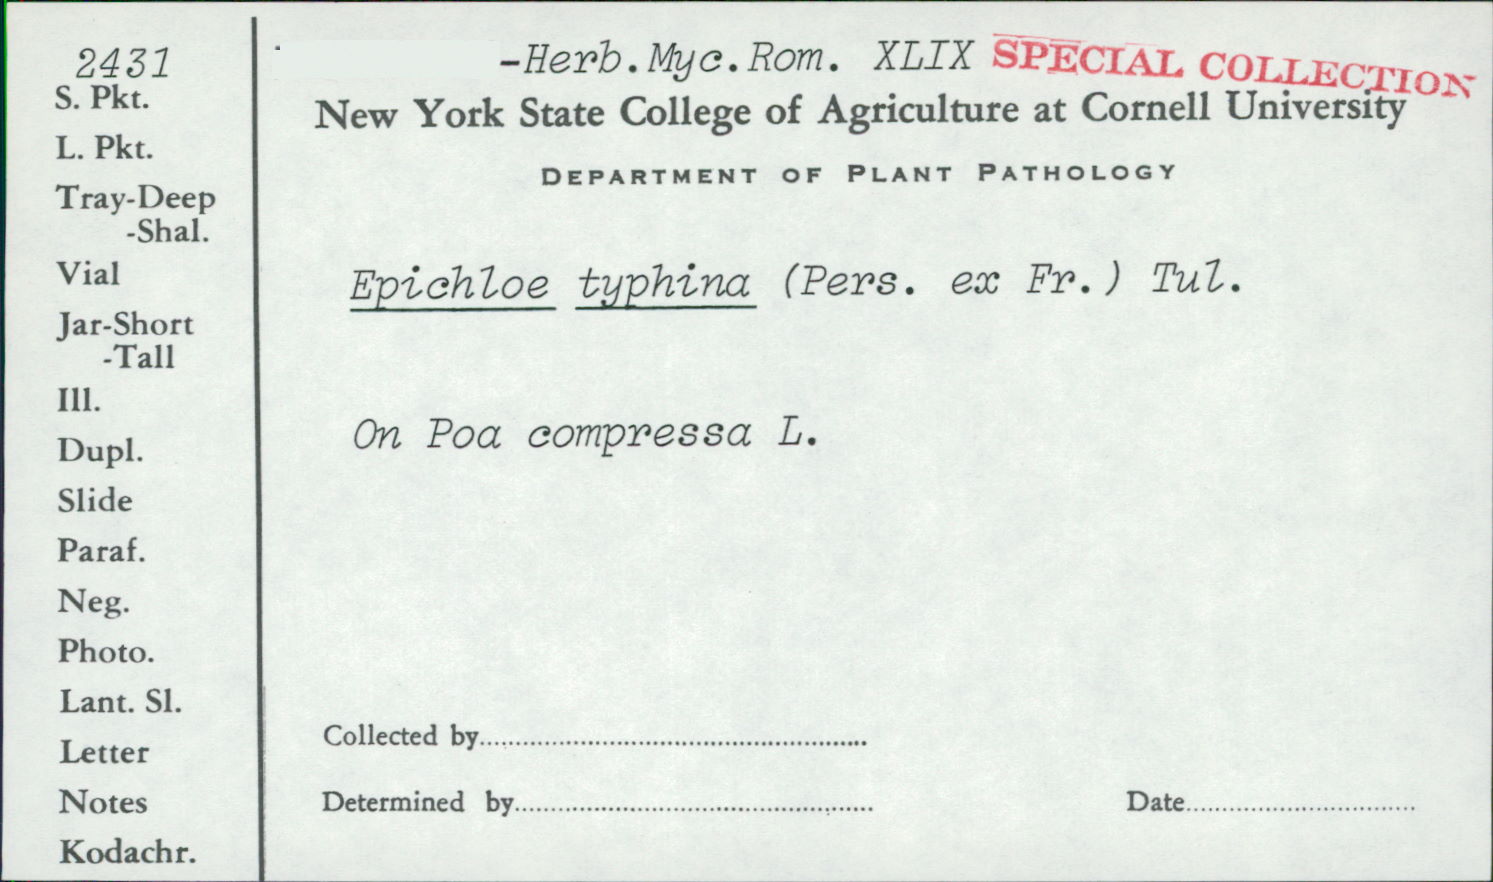 2431
S. Pkt.
L. Pkt.
Tray-Deep
-Shal.
Vial
Jar-Short
-Tall
Ill.
Dupl.
Slide
Paraf.
Neg.
Photo.
Lant. Sl.
Letter
Notes
Kodachr.
-Herb.Myc.Rom. XLIX SPECIAL COLLECTION
New York State College of Agriculture at Cornell University
DEPARTMENT OF PLANT PATHOLOGY
Epichloe typhina (Pers. ex Fr.) Tul.
On Poa compressa L.
Collected by
Determined by
Date